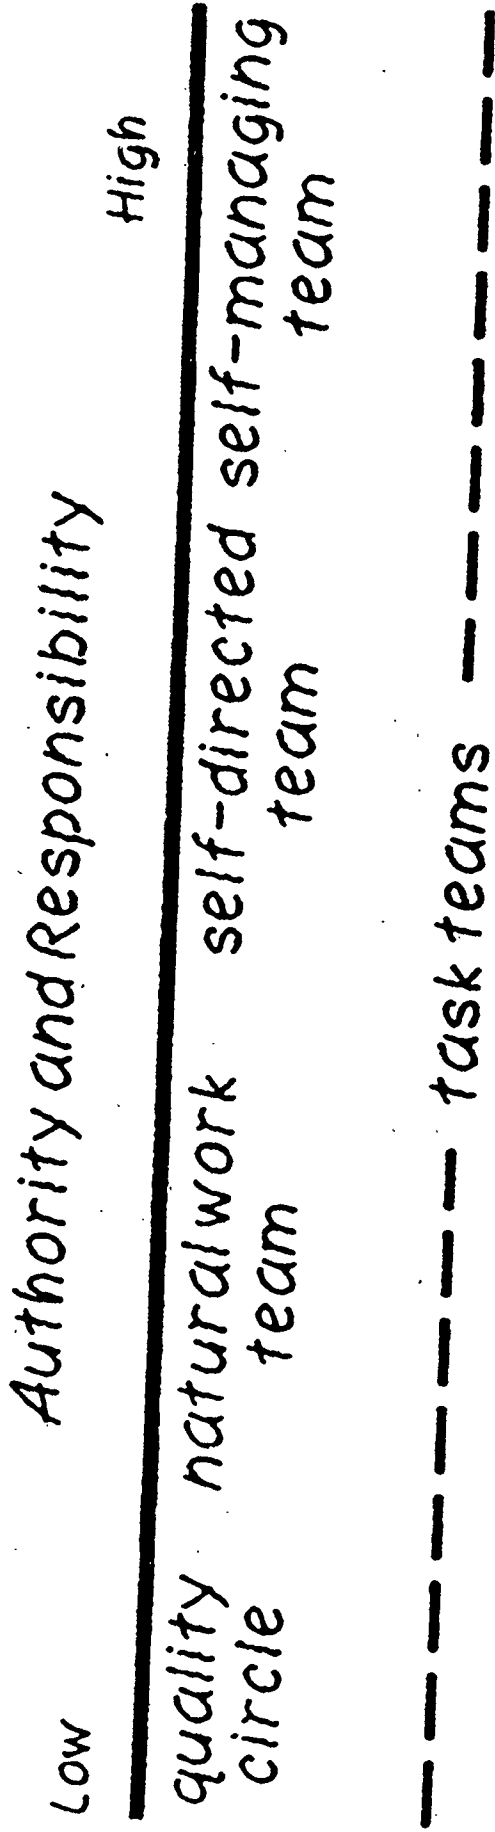 Authority and Responsibility
Low High
quality natural work self-directed self-managing
circle team team team
task teams